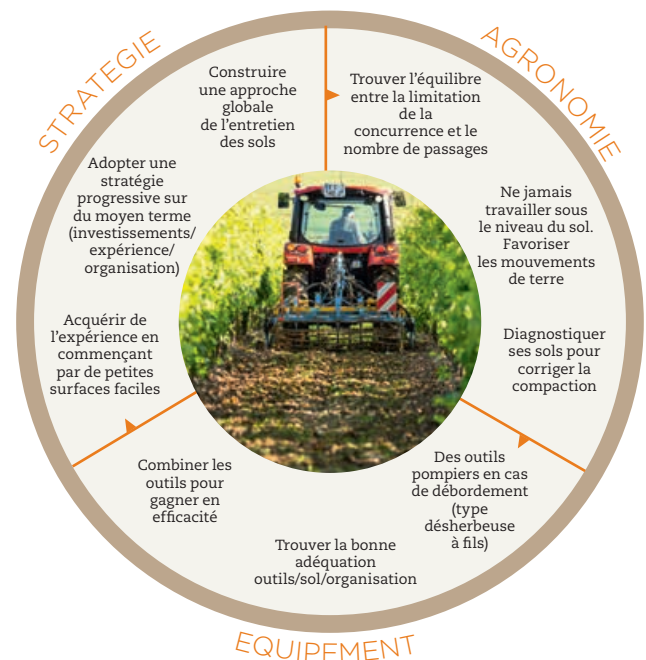 STRATEGIE
Construire
une approche
globale
de l'entretien
des sols
Adopter une
stratégie
progressive sur
du moyen terme
(investissements/
expérience/
organisation)
Acquérir de
l'expérience en
commençant
par de petites
surfaces faciles
AGRONOMIE
Trouver l'équilibre
entre la limitation
de la
concurrence et le
nombre de passages
Ne jamais
travailler sous
le niveau du sol.
Favoriser
les mouvements
de terre
Diagnostiquer
ses sols pour
corriger la
compaction
EQUIPEMENT
Des outils
pompiers en cas
de débordement
(type
désherbeuse
à fils)
Trouver la bonne
adéquation
outils/sol/organisation
Combiner les
outils pour
gagner en
efficacité